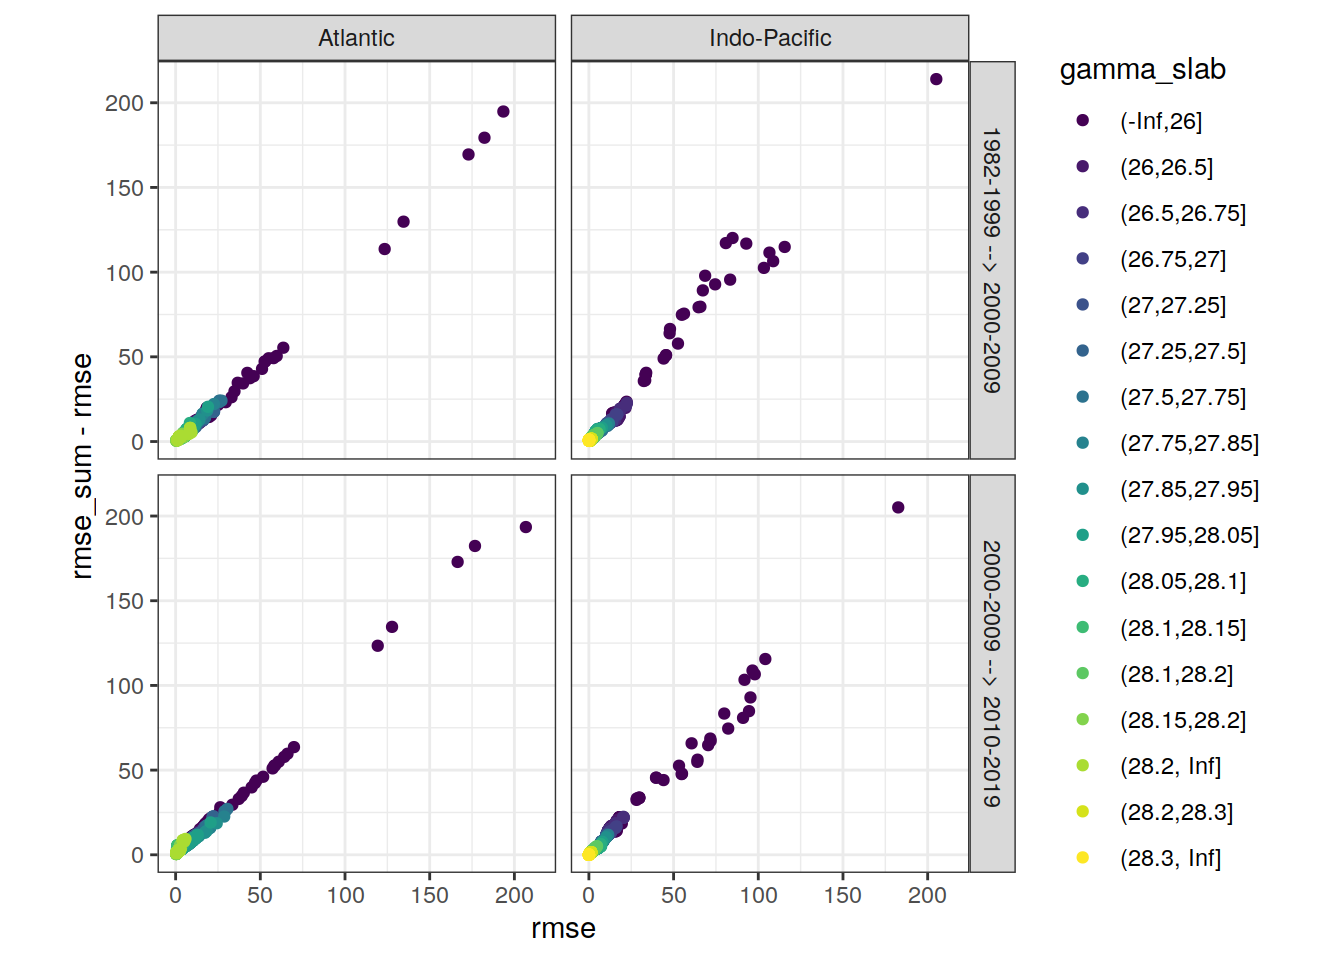 Atlantic
Indo-Pacific
200
150
100
50
0
200
150
100
50
0
rmse_sum - rmse
1982-1999 --> 2000-2009
2000-2009 --> 2010-2019
0 50 100 150 200
0 50 100 150 200
rmse
gamma_slab
(-Inf,26]
(26,26.5]
(26.5,26.75]
(26.75,27]
(27,27.25]
(27.25,27.5]
(27.5,27.75]
(27.75,27.85]
(27.85,27.95]
(27.95,28.05]
(28.05,28.1]
(28.1,28.15]
(28.1,28.2]
(28.15,28.2]
(28.2, Inf]
(28.2,28.3]
(28.3, Inf]